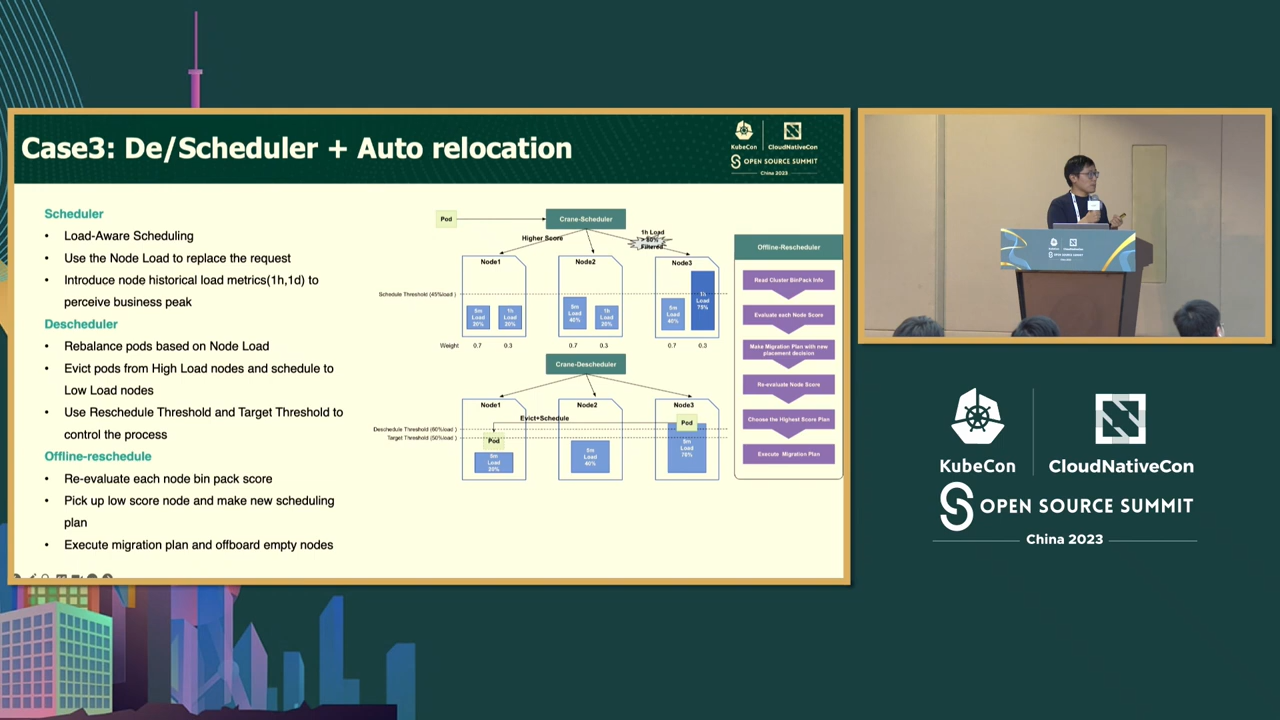 Case3: De/Scheduler + Auto relocation
KubeCon
CloudNativeCon
OPEN SOURCE SUMMIT
China 2023
Scheduler
• Load-Aware Scheduling
• Use the Node Load to replace the request
• Introduce node historical load metrics(1h,1d) to
perceive business peak
Descheduler
• Rebalance pods based on Node Load
• Evict pods from High Load nodes and schedule to
Low Load nodes
• Use Reschedule Threshold and Target Threshold to
control the process
Offline-reschedule
• Re-evaluate each node bin pack score
• Pick up low score node and make new scheduling
plan
• Execute migration plan and offboard empty nodes
Pod
Crane-Scheduler
Higher Score
1h Load
> 50%
Filtered
Node1
Node2
Node3
Schedule Threshold (45%load )
5m
Load
20%
1h
Load
20%
5m
Load
40%
1h
Load
20%
5m
Load
40%
1h
Load
75%
Weight
0.7
0.3
0.7
0.3
0.7
0.3
Crane-Descheduler
Node1
Node2
Node3
Evict+Schedule
Pod
Deschedule Threshold (60%load )
Target Threshold (50%load )
Pod
5m
Load
20%
5m
Load
40%
5m
Load
70%
Offline-Rescheduler
Read Cluster BinPack Info
Evaluate each Node Score
Make Migration Plan with new
placement decision
Re-evaluate Node Score
Choose the Highest Score Plan
Execute Migration Plan
KubeCon
CloudNativeCon
OPEN SOURCE SUMMIT
China 2023